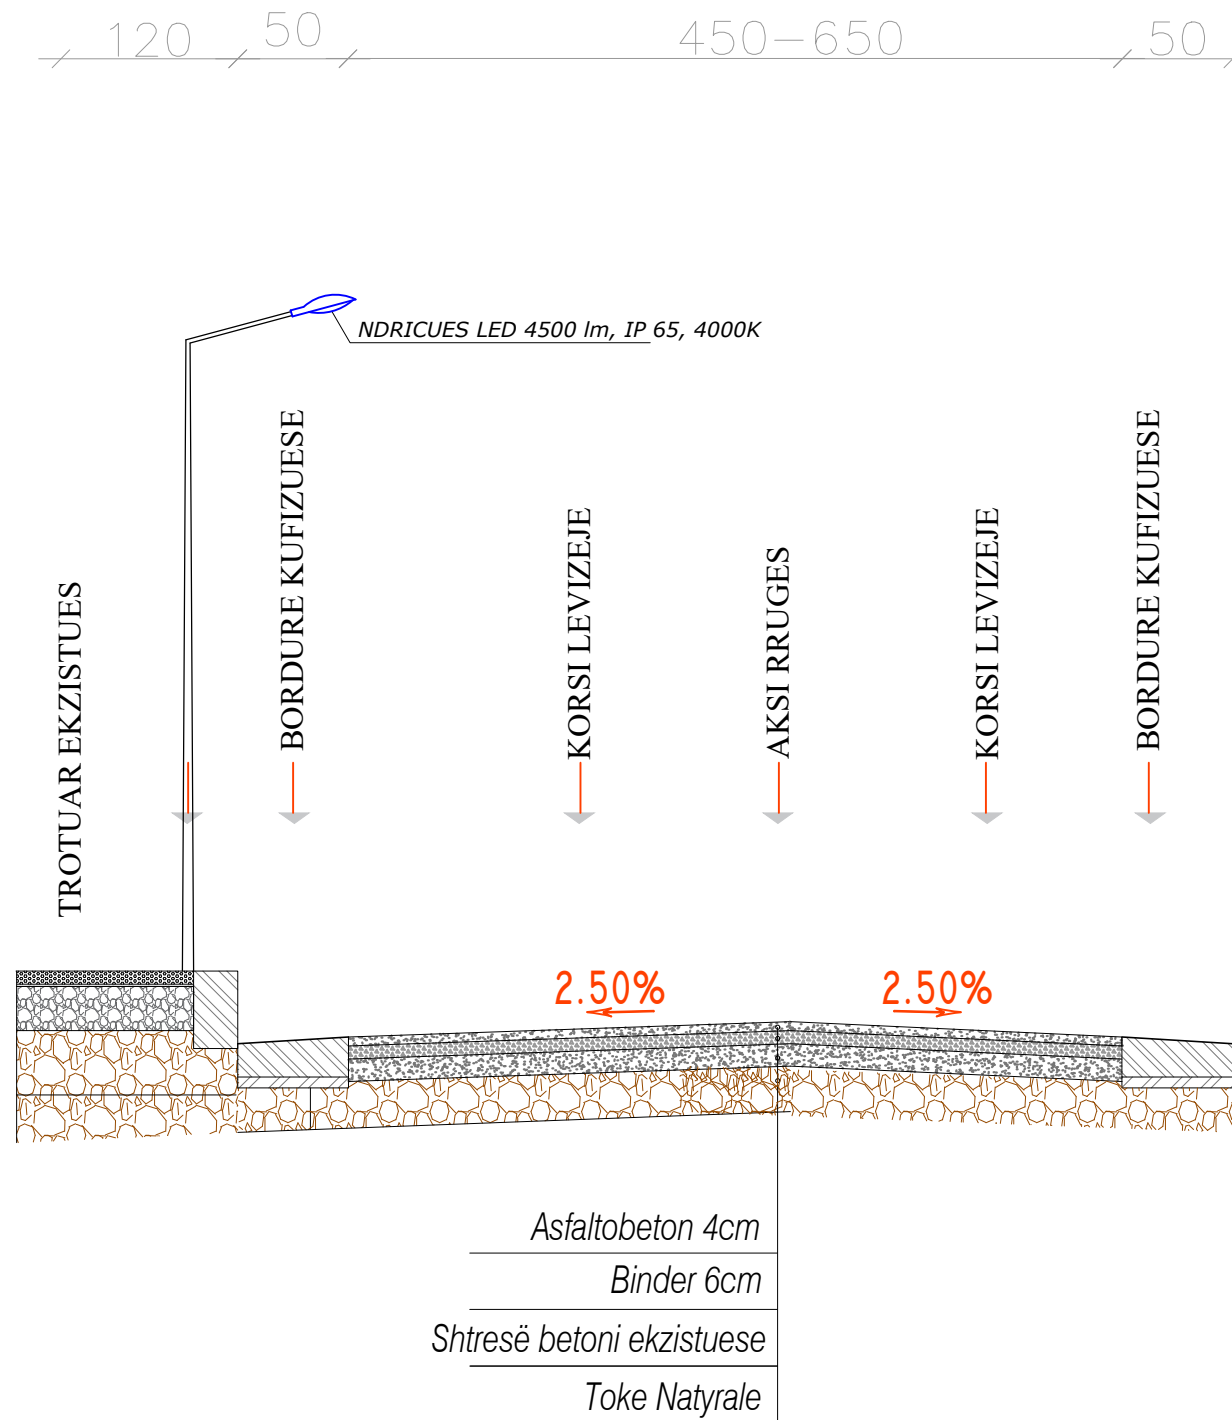 120 50 450-650 50
NDRICUES LED 4500 lm, IP 65, 4000K
TROTUAR EKZISTUES
BORDURE KUFIZUESE
KORSI LEVIZEJE
AKSI RRUGES
KORSI LEVIZEJE
BORDURE KUFIZUESE
2.50% 2.50%
Asfaltobeton 4cm
Binder 6cm
Shtresë betoni ekzistuese
Toke Natyrale